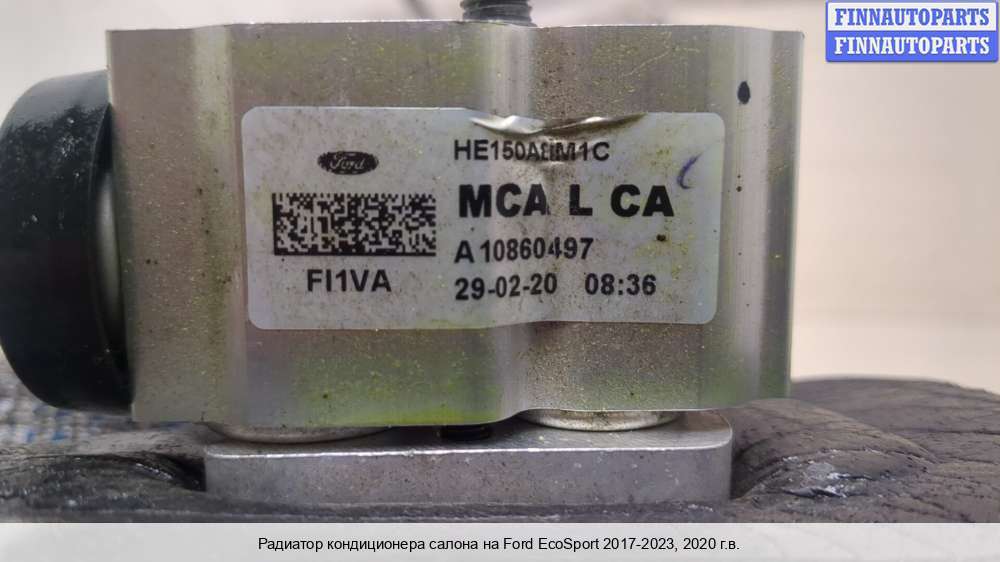 FINNAUTOPARTS
FINNAUTOPARTS
Ford
MCA L CA
A10860497
FI1VA
29-02-20 08:36
Радиатор кондиционера салона на Ford EcoSport 2017-2023, 2020 г.в.